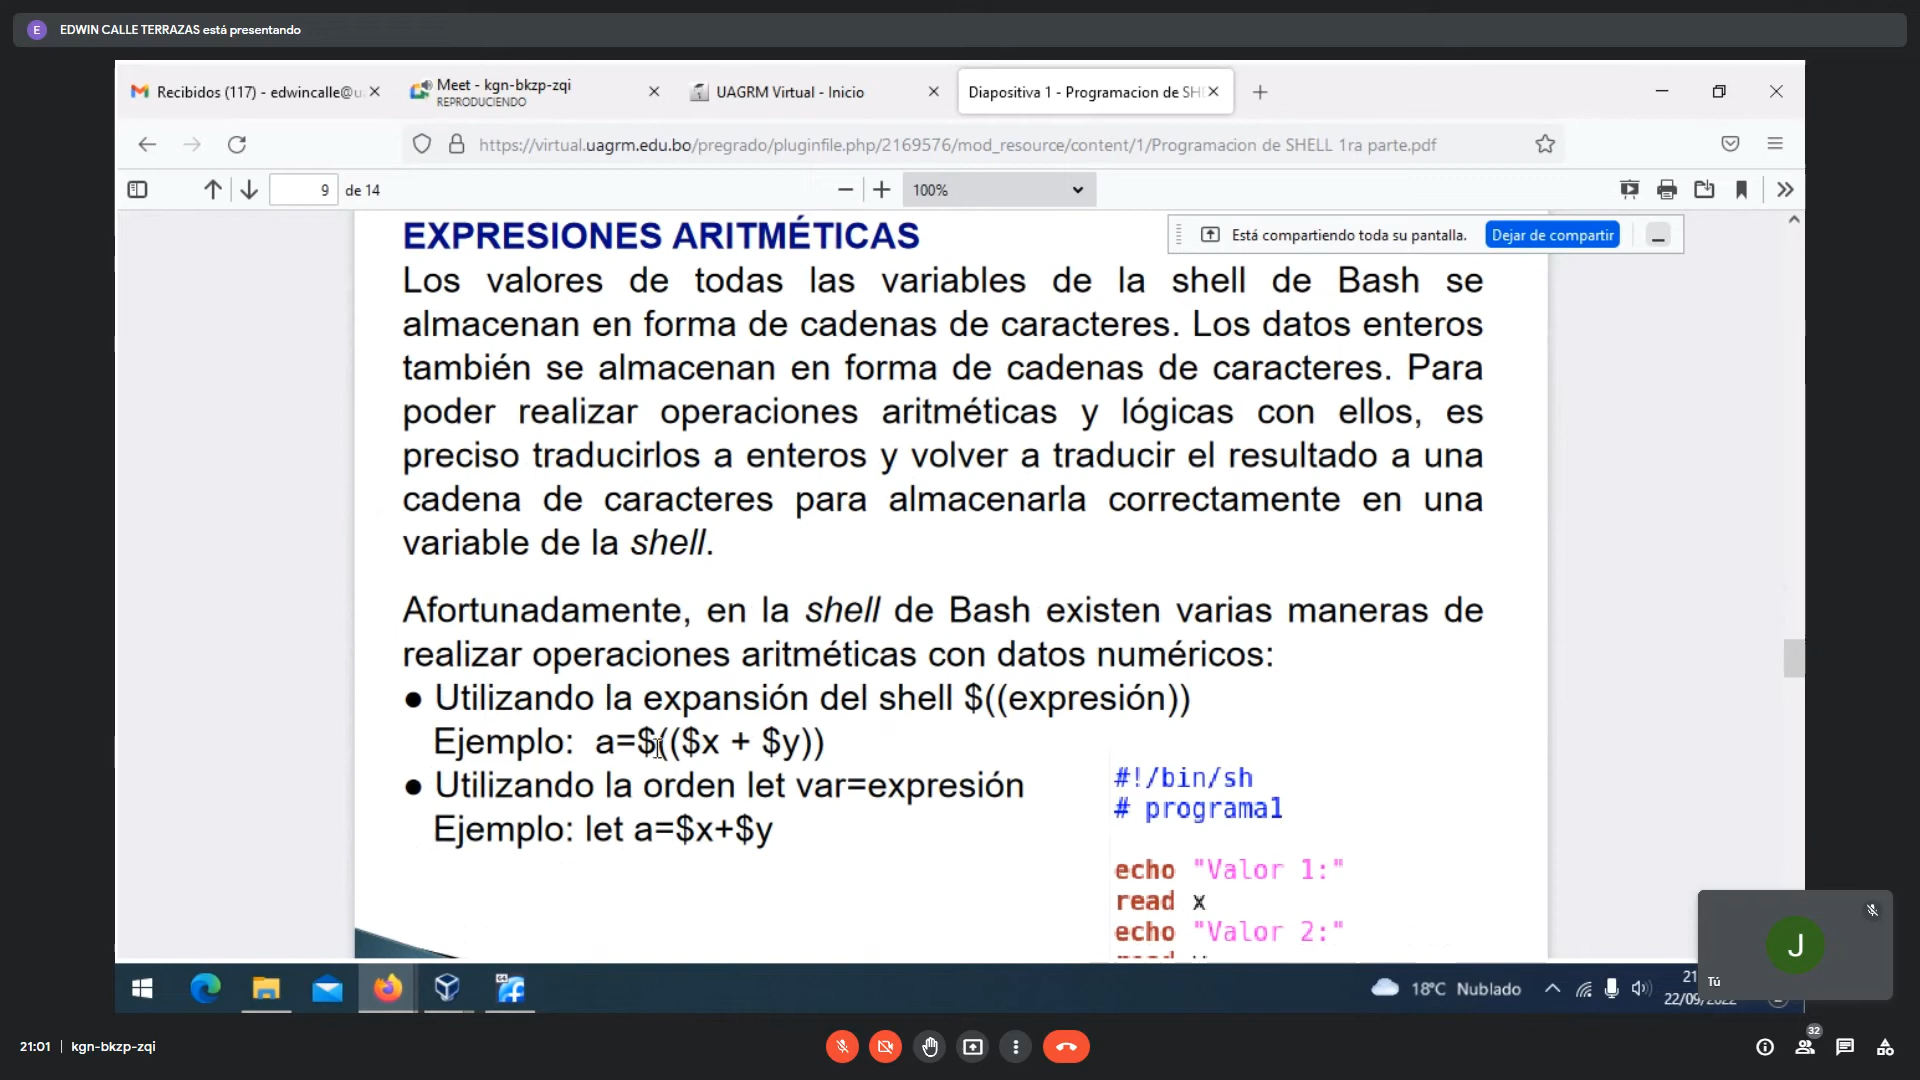 E EDWIN CALLE TERRAZAS está presentando
Recibidos (117) - edwincalle@u
Meet - kgn-bkzp-zqi
REPRODUCIENDO
UAGRM Virtual - Inicio
Diapositiva 1 - Programacion de SH
https://virtual.uagrm.edu.bo/pregrado/pluginfile.php/2169576/mod_resource/content/1/Programacion de SHELL 1ra parte.pdf
9 de 14
100%
Está compartiendo toda su pantalla.
Dejar de compartir
EXPRESIONES ARITMÉTICAS
Los valores de todas las variables de la shell de Bash se
almacenan en forma de cadenas de caracteres. Los datos enteros
también se almacenan en forma de cadenas de caracteres. Para
poder realizar operaciones aritméticas y lógicas con ellos, es
preciso traducirlos a enteros y volver a traducir el resultado a una
cadena de caracteres para almacenarla correctamente en una
variable de la shell.
Afortunadamente, en la shell de Bash existen varias maneras de
realizar operaciones aritméticas con datos numéricos:
● Utilizando la expansión del shell $((expresión))
Ejemplo: a=$(($x + $y))
● Utilizando la orden let var=expresión
Ejemplo: let a=$x+$y
#!/bin/sh
# programa1
echo "Valor 1:"
read x
echo "Valor 2:"
J
Tú
18°C Nublado
21
22/09/2022
21:01 | kgn-bkzp-zqi
32